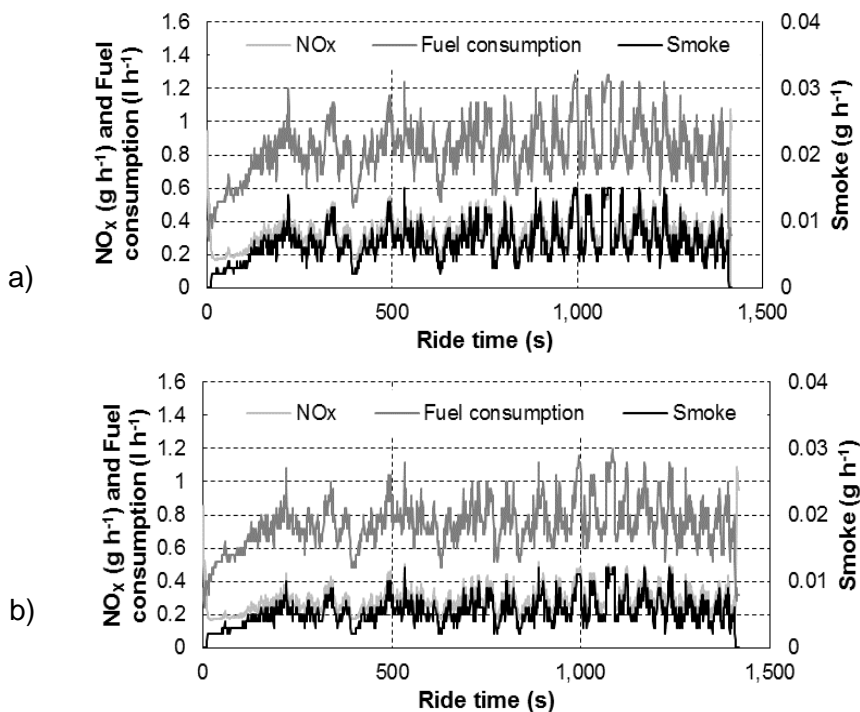 a)
NOX (g h-1) and Fuel
consumption (l h-1)
1.6
1.4
1.2
1
0.8
0.6
0.4
0.2
0
NOx Fuel consumption Smoke
0.04
0.03
0.02
0.01
0
Smoke (g h-1)
0 500 1,000 1,500
Ride time (s)
b)
NOX (g h-1) and Fuel
consumption (l h-1)
1.6
1.4
1.2
1
0.8
0.6
0.4
0.2
0
NOx Fuel consumption Smoke
0.04
0.03
0.02
0.01
0
Smoke (g h-1)
0 500 1,000 1,500
Ride time (s)